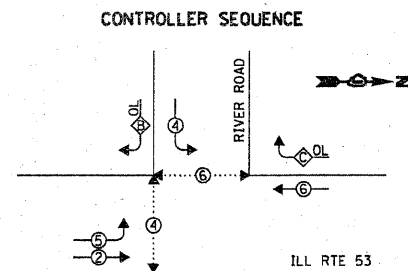 CONTROLLER SEQUENCE
RIVER ROAD
N
OL
B
4
OL
C
6
6
4
5
2
ILL RTE 53